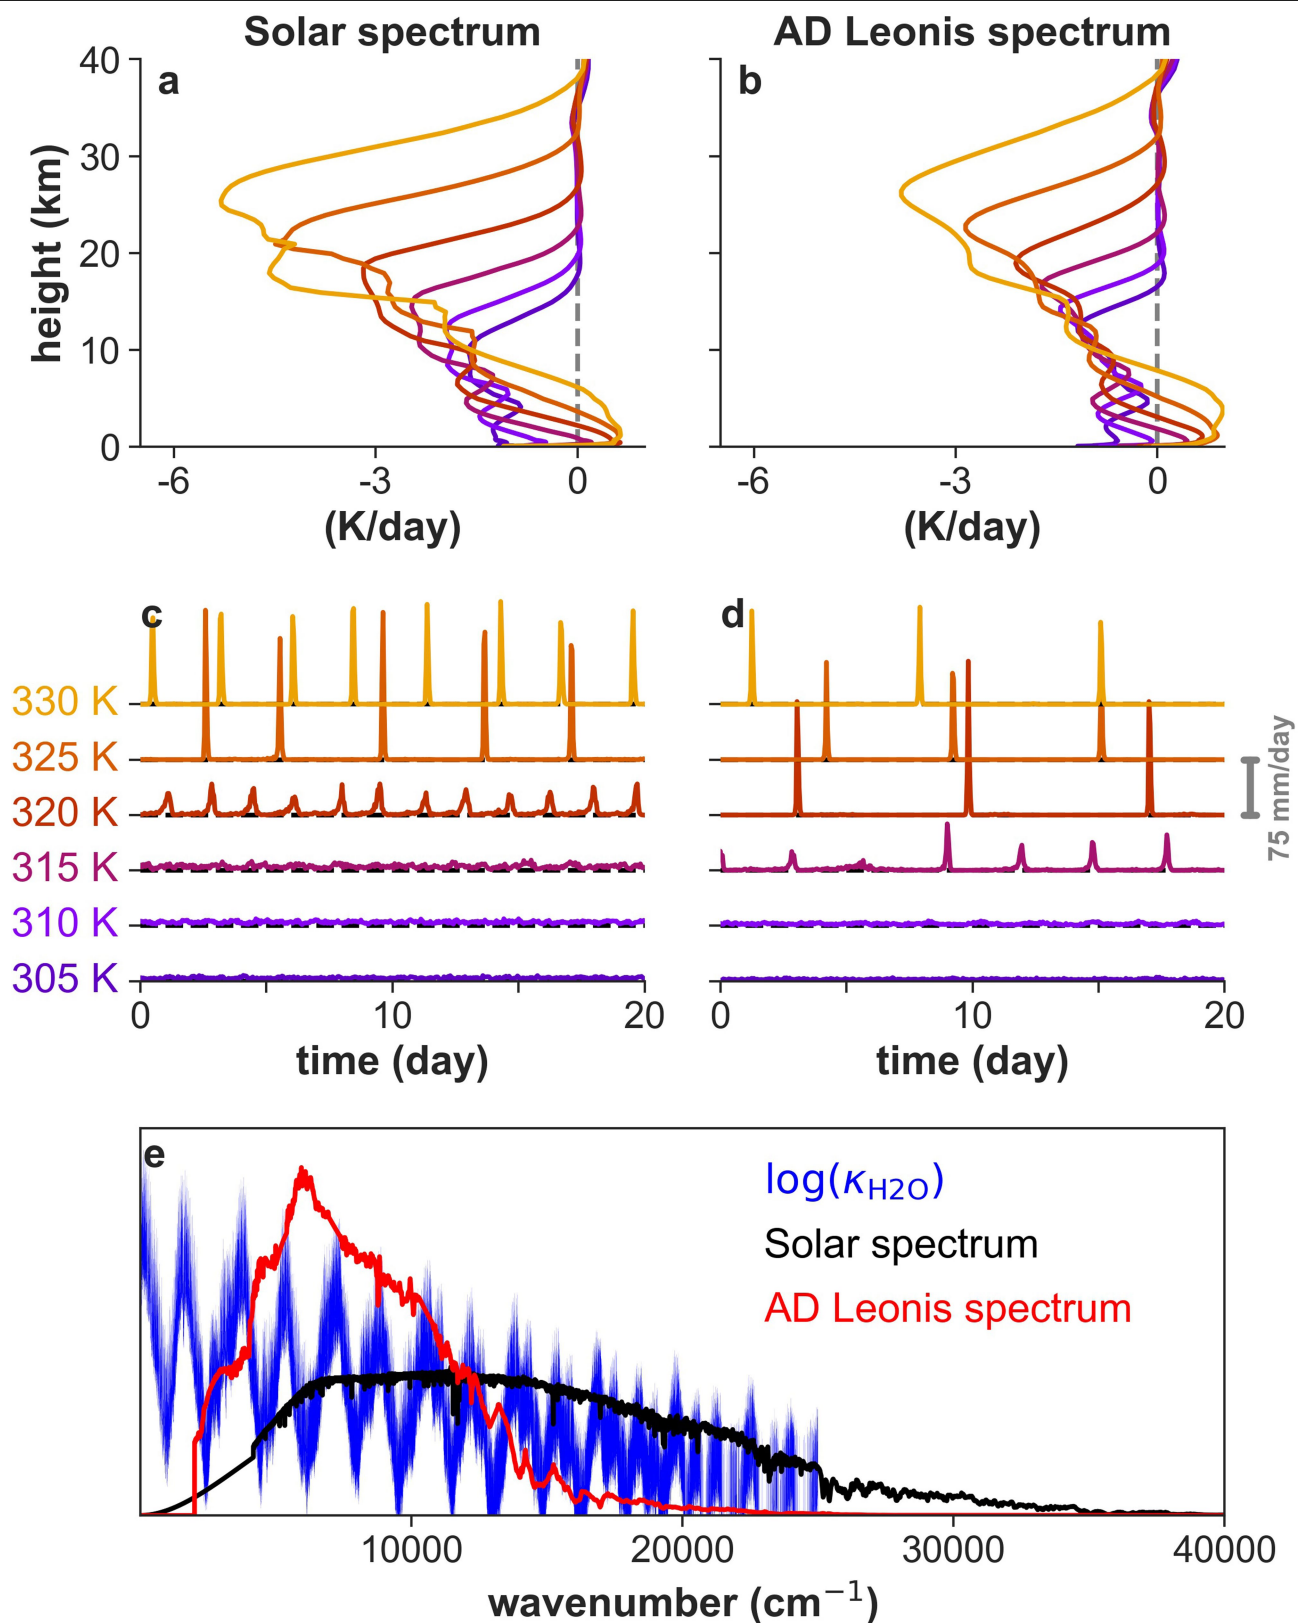 Solar spectrum
AD Leonis spectrum
a
b
height (km)
40
30
20
10
0
-6
-3
0
-6
-3
0
(K/day)
(K/day)
c
d
330 K
325 K
320 K
315 K
310 K
305 K
75 mm/day
0
10
20
0
10
20
time (day)
time (day)
e
log(κH2O)
Solar spectrum
AD Leonis spectrum
10000
20000
30000
40000
wavenumber (cm⁻¹)